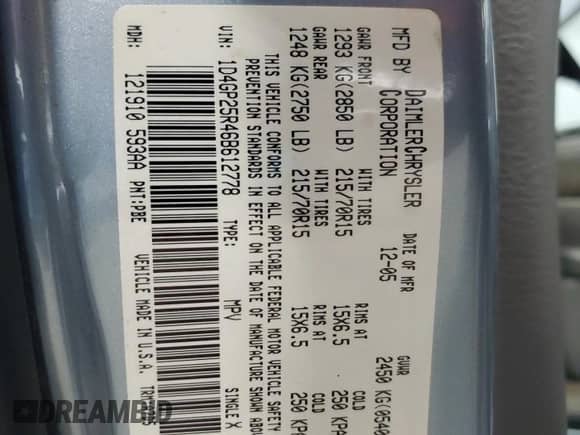 MFD BY DAIMLERCHRYSLER CORPORATION
DATE OF MFR 12-05
GVWR 2450 KG(0540
GAWR FRONT WITH TIRES RIMS AT COLD
1293 KG(2850 LB) 215/70R15 15X6.5 250 KPA
GAWR REAR WITH TIRES RIMS AT COLD
1248 KG(2750 LB) 215/70R15 15X6.5 250 KPA
THIS VEHICLE CONFORMS TO ALL APPLICABLE FEDERAL MOTOR VEHICLE SAFETY
PREVENTION STANDARDS IN EFFECT ON THE DATE OF MANUFACTURE SHOWN ABOVE
1D4GP25R46B612778 TYPE: MPV SINGLE X
MDH: 121910 593AA PNT:PBE VEHICLE MADE IN U.S.A.
DREAMBID